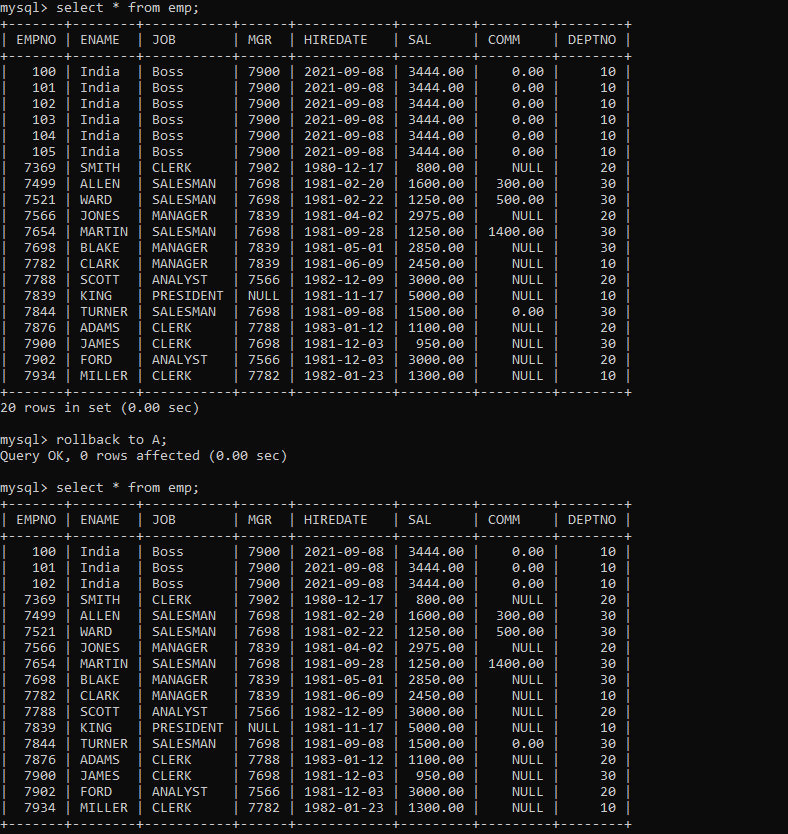 mysql> select * from emp;
+-------+--------+-----------+------+------------+---------+---------+--------+
| EMPNO | ENAME  | JOB       | MGR  | HIREDATE   | SAL     | COMM    | DEPTNO |
+-------+--------+-----------+------+------------+---------+---------+--------+
|   100 | India  | Boss      | 7900 | 2021-09-08 | 3444.00 |    0.00 |     10 |
|   101 | India  | Boss      | 7900 | 2021-09-08 | 3444.00 |    0.00 |     10 |
|   102 | India  | Boss      | 7900 | 2021-09-08 | 3444.00 |    0.00 |     10 |
|   103 | India  | Boss      | 7900 | 2021-09-08 | 3444.00 |    0.00 |     10 |
|   104 | India  | Boss      | 7900 | 2021-09-08 | 3444.00 |    0.00 |     10 |
|   105 | India  | Boss      | 7900 | 2021-09-08 | 3444.00 |    0.00 |     10 |
|  7369 | SMITH  | CLERK     | 7902 | 1980-12-17 |  800.00 |    NULL |     20 |
|  7499 | ALLEN  | SALESMAN  | 7698 | 1981-02-20 | 1600.00 |  300.00 |     30 |
|  7521 | WARD   | SALESMAN  | 7698 | 1981-02-22 | 1250.00 |  500.00 |     30 |
|  7566 | JONES  | MANAGER   | 7839 | 1981-04-02 | 2975.00 |    NULL |     20 |
|  7654 | MARTIN | SALESMAN  | 7698 | 1981-09-28 | 1250.00 | 1400.00 |     30 |
|  7698 | BLAKE  | MANAGER   | 7839 | 1981-05-01 | 2850.00 |    NULL |     30 |
|  7782 | CLARK  | MANAGER   | 7839 | 1981-06-09 | 2450.00 |    NULL |     10 |
|  7788 | SCOTT  | ANALYST   | 7566 | 1982-12-09 | 3000.00 |    NULL |     20 |
|  7839 | KING   | PRESIDENT | NULL | 1981-11-17 | 5000.00 |    NULL |     10 |
|  7844 | TURNER | SALESMAN  | 7698 | 1981-09-08 | 1500.00 |    0.00 |     30 |
|  7876 | ADAMS  | CLERK     | 7788 | 1983-01-12 | 1100.00 |    NULL |     20 |
|  7900 | JAMES  | CLERK     | 7698 | 1981-12-03 |  950.00 |    NULL |     30 |
|  7902 | FORD   | ANALYST   | 7566 | 1981-12-03 | 3000.00 |    NULL |     20 |
|  7934 | MILLER | CLERK     | 7782 | 1982-01-23 | 1300.00 |    NULL |     10 |
+-------+--------+-----------+------+------------+---------+---------+--------+
20 rows in set (0.00 sec)
mysql> rollback to A;
Query OK, 0 rows affected (0.00 sec)
mysql> select * from emp;
+-------+--------+-----------+------+------------+---------+---------+--------+
| EMPNO | ENAME  | JOB       | MGR  | HIREDATE   | SAL     | COMM    | DEPTNO |
+-------+--------+-----------+------+------------+---------+---------+--------+
|   100 | India  | Boss      | 7900 | 2021-09-08 | 3444.00 |    0.00 |     10 |
|   101 | India  | Boss      | 7900 | 2021-09-08 | 3444.00 |    0.00 |     10 |
|   102 | India  | Boss      | 7900 | 2021-09-08 | 3444.00 |    0.00 |     10 |
|  7369 | SMITH  | CLERK     | 7902 | 1980-12-17 |  800.00 |    NULL |     20 |
|  7499 | ALLEN  | SALESMAN  | 7698 | 1981-02-20 | 1600.00 |  300.00 |     30 |
|  7521 | WARD   | SALESMAN  | 7698 | 1981-02-22 | 1250.00 |  500.00 |     30 |
|  7566 | JONES  | MANAGER   | 7839 | 1981-04-02 | 2975.00 |    NULL |     20 |
|  7654 | MARTIN | SALESMAN  | 7698 | 1981-09-28 | 1250.00 | 1400.00 |     30 |
|  7698 | BLAKE  | MANAGER   | 7839 | 1981-05-01 | 2850.00 |    NULL |     30 |
|  7782 | CLARK  | MANAGER   | 7839 | 1981-06-09 | 2450.00 |    NULL |     10 |
|  7788 | SCOTT  | ANALYST   | 7566 | 1982-12-09 | 3000.00 |    NULL |     20 |
|  7839 | KING   | PRESIDENT | NULL | 1981-11-17 | 5000.00 |    NULL |     10 |
|  7844 | TURNER | SALESMAN  | 7698 | 1981-09-08 | 1500.00 |    0.00 |     30 |
|  7876 | ADAMS  | CLERK     | 7788 | 1983-01-12 | 1100.00 |    NULL |     20 |
|  7900 | JAMES  | CLERK     | 7698 | 1981-12-03 |  950.00 |    NULL |     30 |
|  7902 | FORD   | ANALYST   | 7566 | 1981-12-03 | 3000.00 |    NULL |     20 |
|  7934 | MILLER | CLERK     | 7782 | 1982-01-23 | 1300.00 |    NULL |     10 |
+-------+--------+-----------+------+------------+---------+---------+--------+